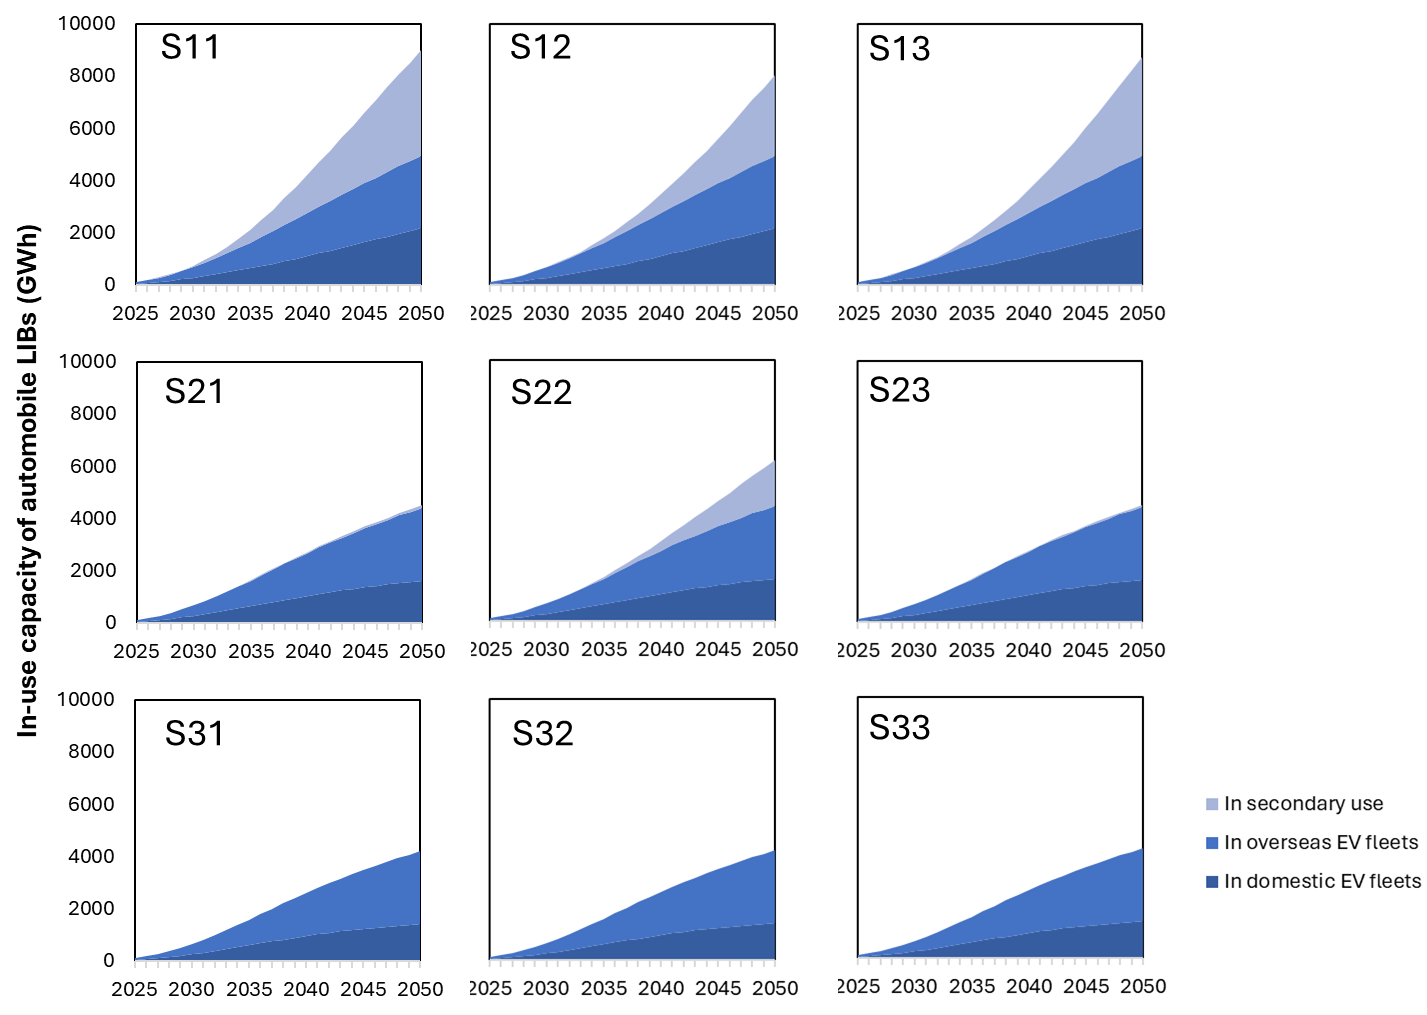 In-use capacity of automobile LIBs (GWh)
S11
10000
8000
6000
4000
2000
0
2025 2030 2035 2040 2045 2050
S12
2025 2030 2035 2040 2045 2050
S13
2025 2030 2035 2040 2045 2050
S21
10000
8000
6000
4000
2000
0
2025 2030 2035 2040 2045 2050
S22
2025 2030 2035 2040 2045 2050
S23
2025 2030 2035 2040 2045 2050
S31
10000
8000
6000
4000
2000
0
2025 2030 2035 2040 2045 2050
S32
2025 2030 2035 2040 2045 2050
S33
2025 2030 2035 2040 2045 2050
In secondary use
In overseas EV fleets
In domestic EV fleets